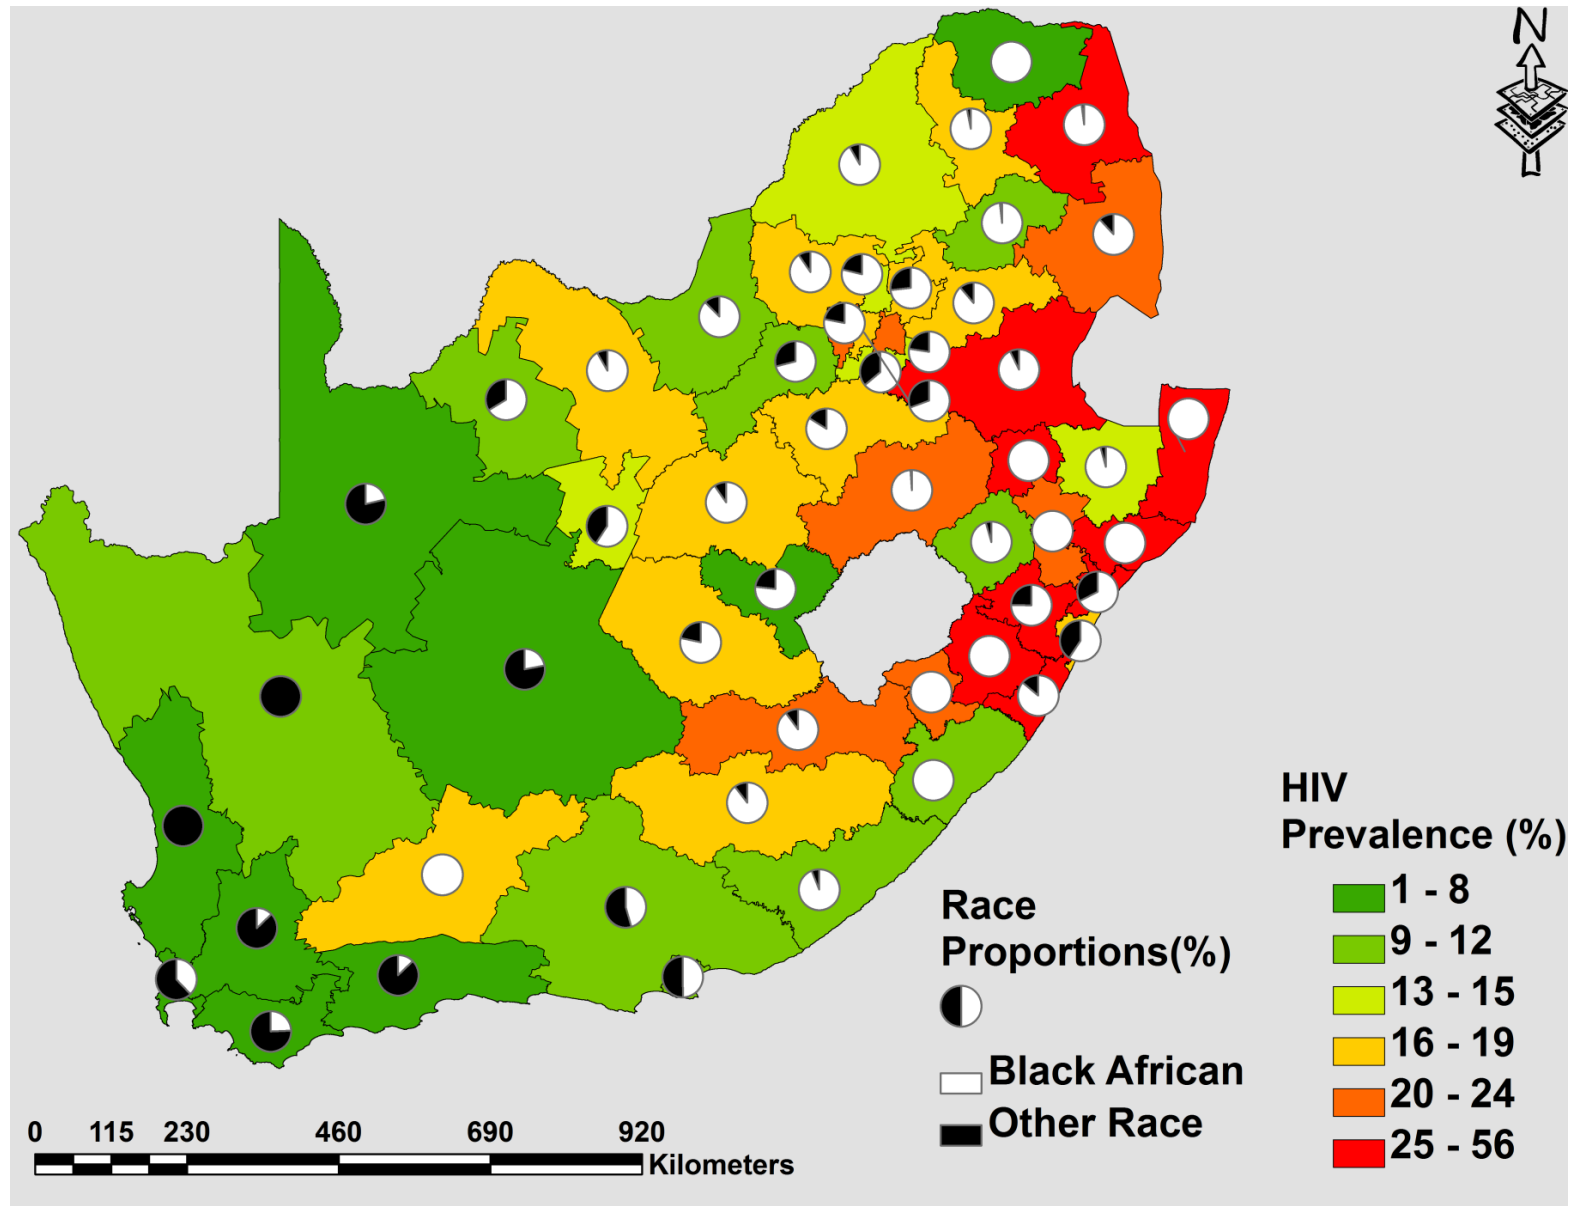 N
HIV
Prevalence (%)
1 - 8
9 - 12
13 - 15
16 - 19
20 - 24
25 - 56
Race
Proportions(%)
Black African
Other Race
0 115 230 460 690 920
Kilometers